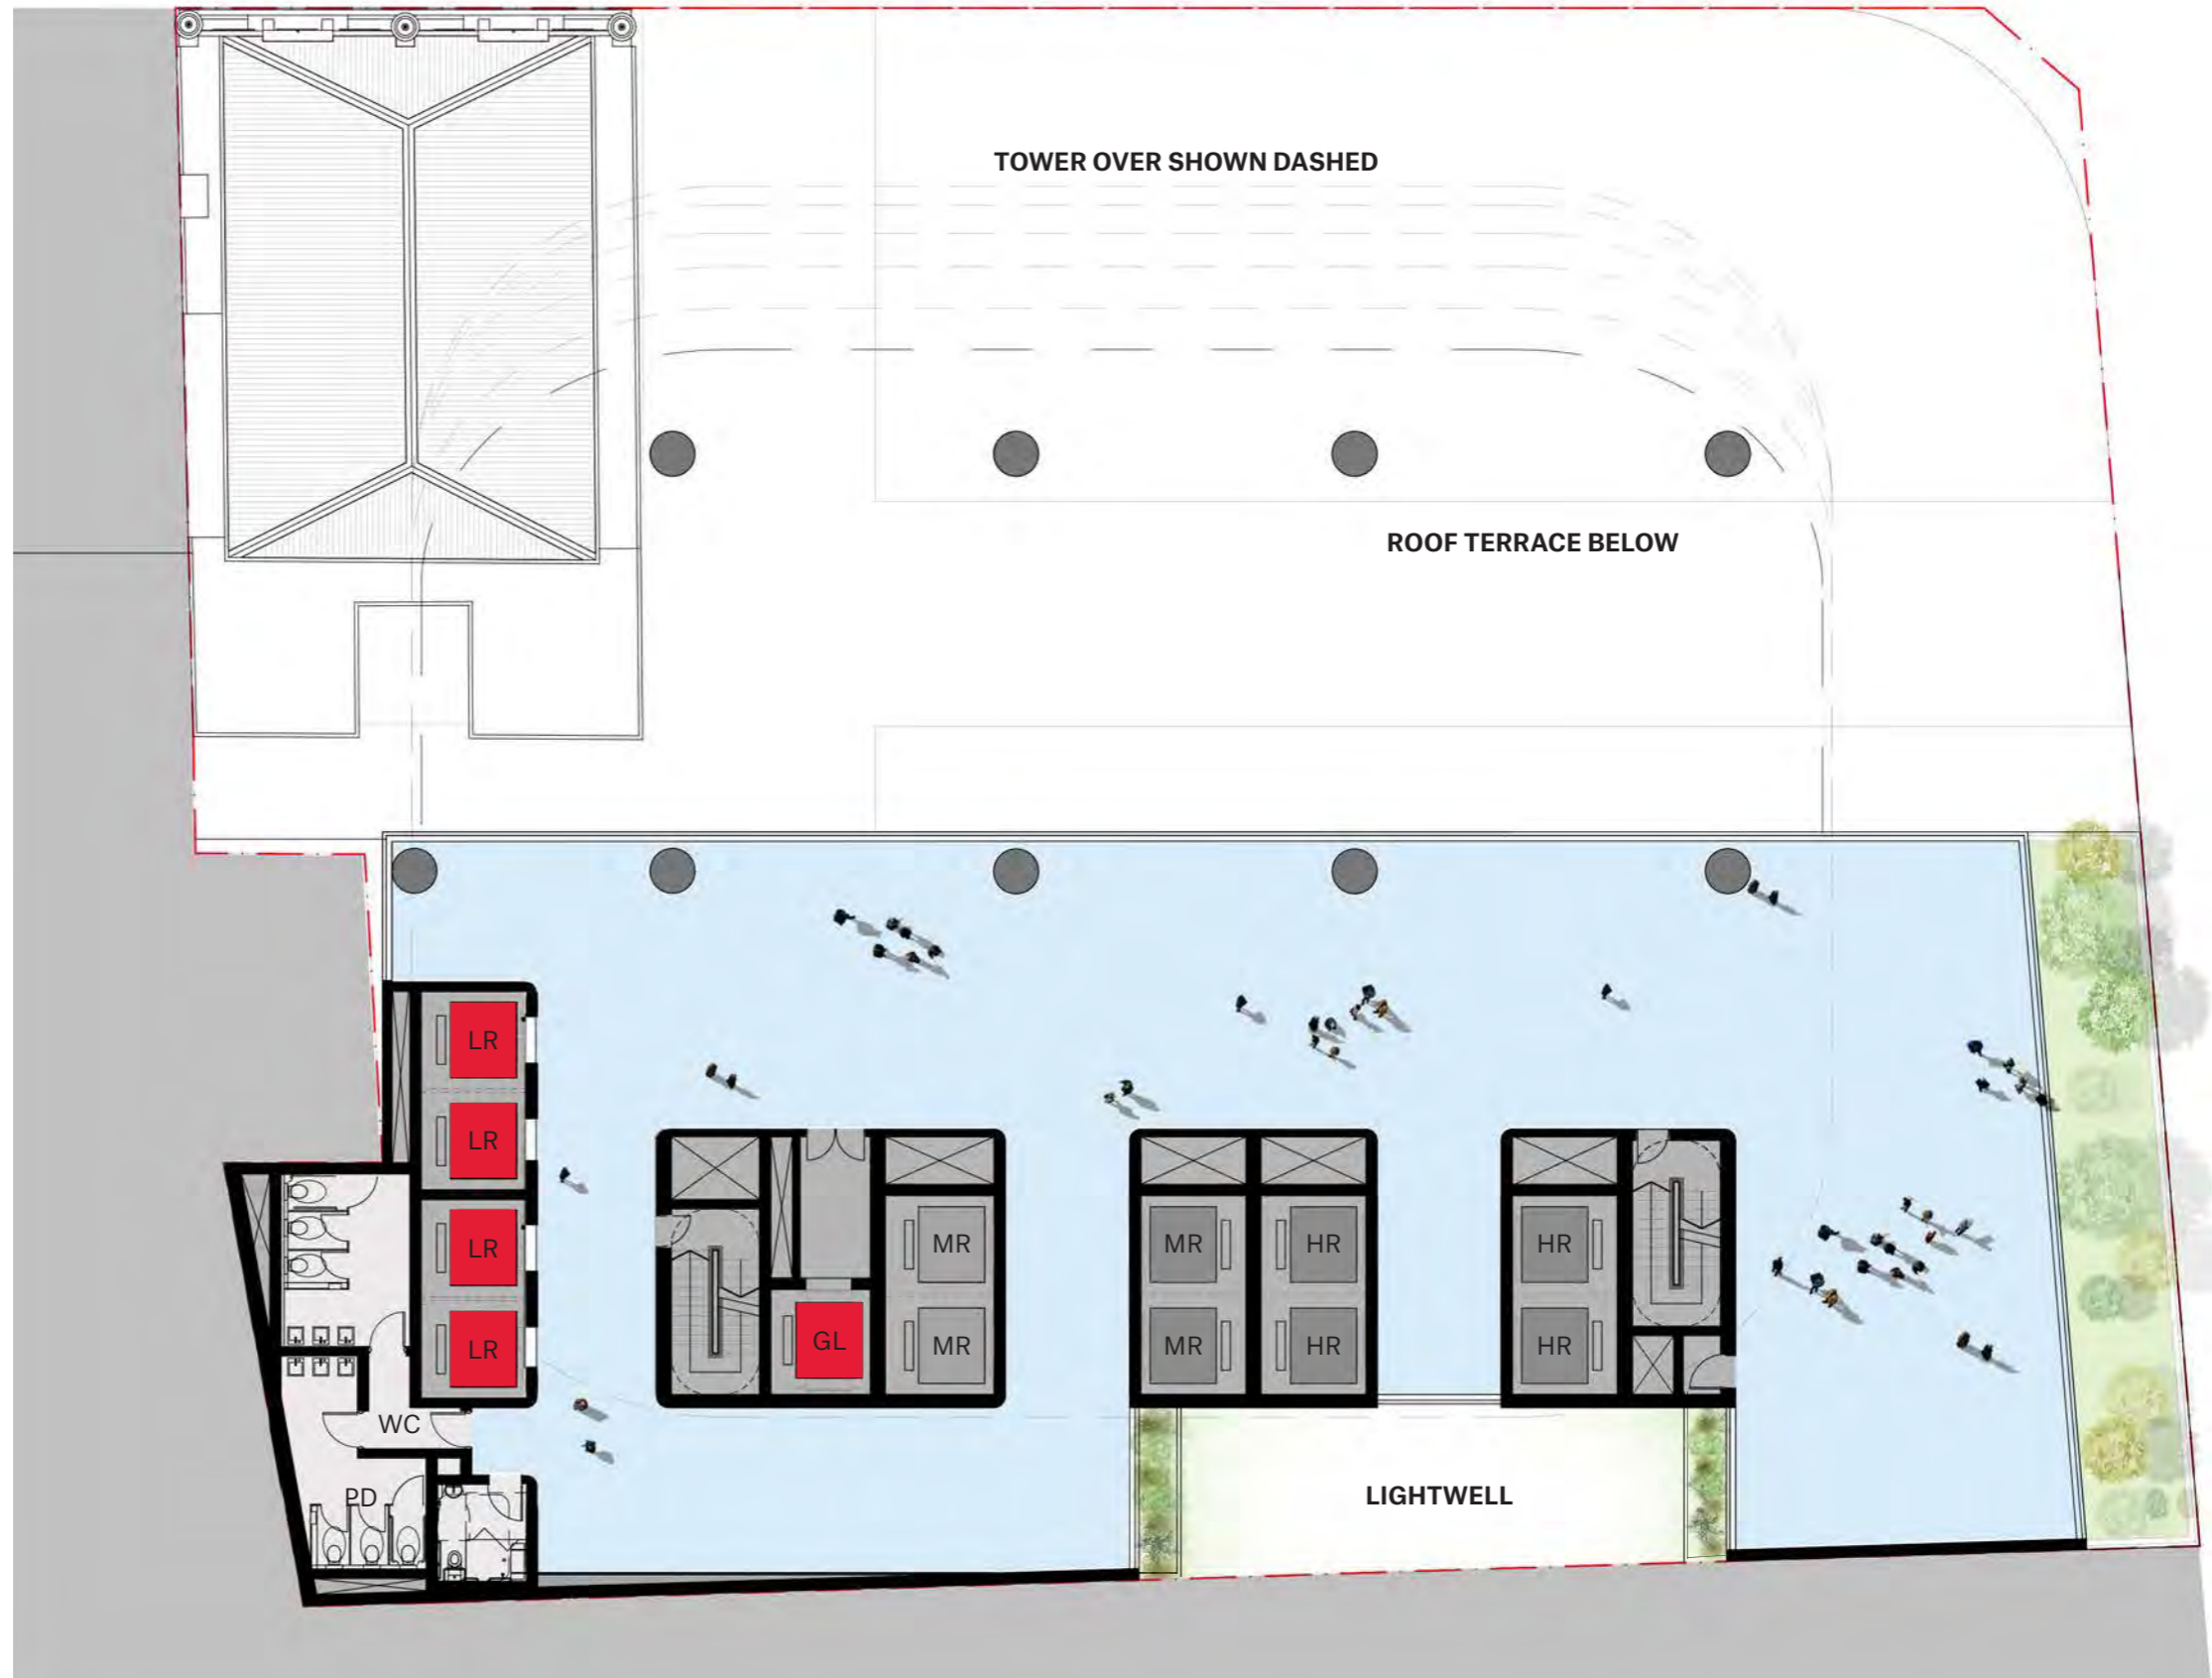 TOWER OVER SHOWN DASHED
ROOF TERRACE BELOW
LR
LR
LR
LR
GL
MR
MR
MR
MR
HR
HR
HR
HR
WC
PD
LIGHTWELL